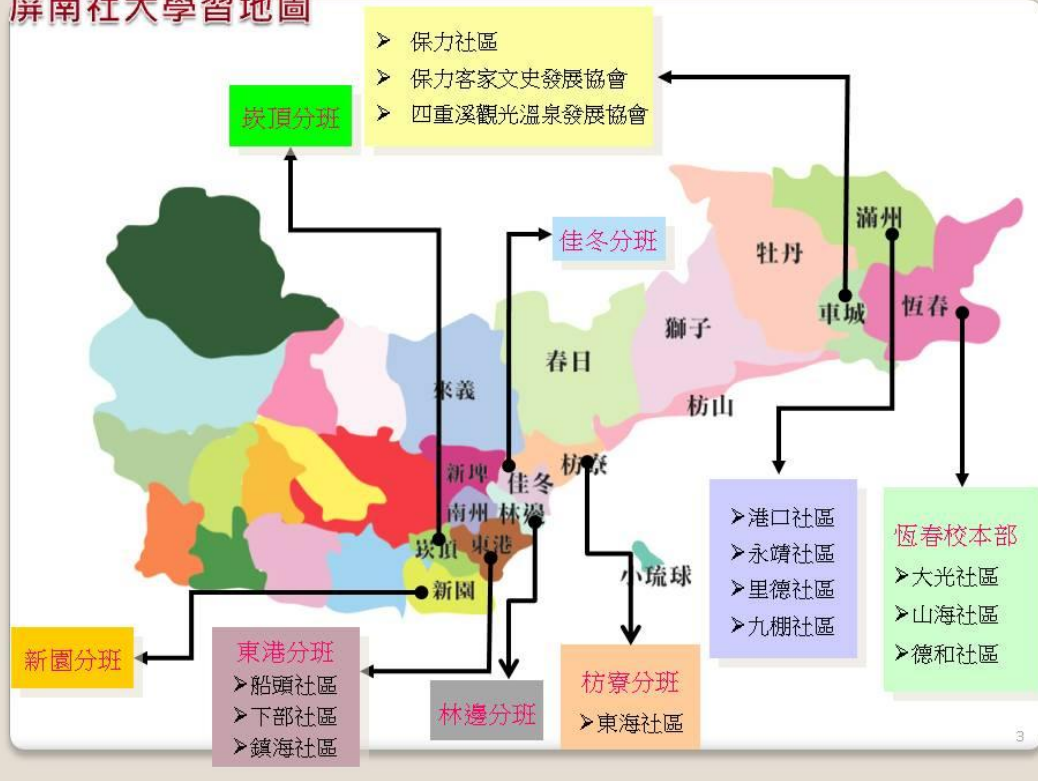 屏南社大學習地圖
➢ 保力社區
➢ 保力客家文史發展協會
➢ 四重溪觀光溫泉發展協會
崁頂分班
佳冬分班
滿州
牡丹
車城
恆春
獅子
春日
枋山
來義
新埤
佳冬
枋寮
南州
林邊
崁頂
東港
新園
小琉球
➢港口社區
➢永靖社區
➢里德社區
➢九棚社區
恆春校本部
➢大光社區
➢山海社區
➢德和社區
新園分班
東港分班
➢船頭社區
➢下部社區
➢鎮海社區
林邊分班
枋寮分班
➢東海社區
3